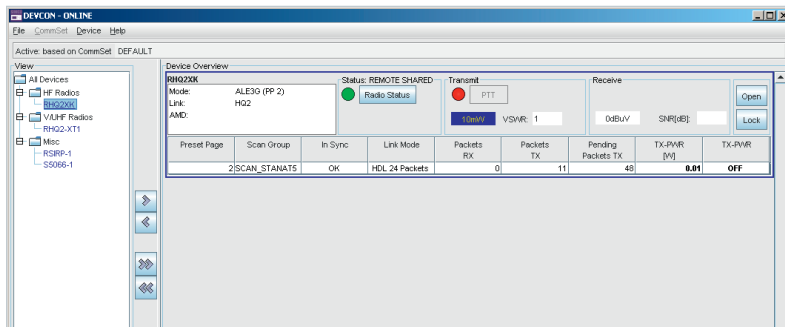 DEVCON - ONLINE
File CommSet Device Help
Active: based on CommSet DEFAULT
View
All Devices
HF Radios
RHQ2XK
V/UHF Radios
RHQ2-XT1
Misc
RSIRP-1
S5066-1
Device Overview
RHQ2XK
Mode: ALE3G (PP 2)
Link: HQ2
AMD:
Status: REMOTE SHARED
Radio Status
Transmit
PTT
10mW VSWR: 1
Receive
0dBuV SNR[dB]:
Open
Lock
Preset Page Scan Group In Sync Link Mode Packets RX Packets TX Pending Packets TX TX-PWR [W] TX-PWR
2 SCAN_STANAT5 OK HDL 24 Packets 0 11 48 0.01 OFF